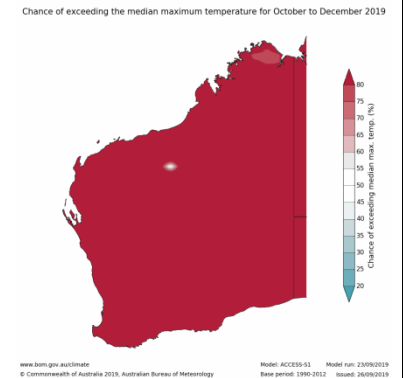 Chance of exceeding the median maximum temperature for October to December 2019
80
75
70
65
60
55
50
45
40
35
30
25
20
Chance of exceeding median max. temp. (%)
www.bom.gov.au/climate
Model: ACCESS-S1 Model run: 23/09/2019
© Commonwealth of Australia 2019, Australian Bureau of Meteorology
Base period: 1990-2012 Issued: 26/09/2019